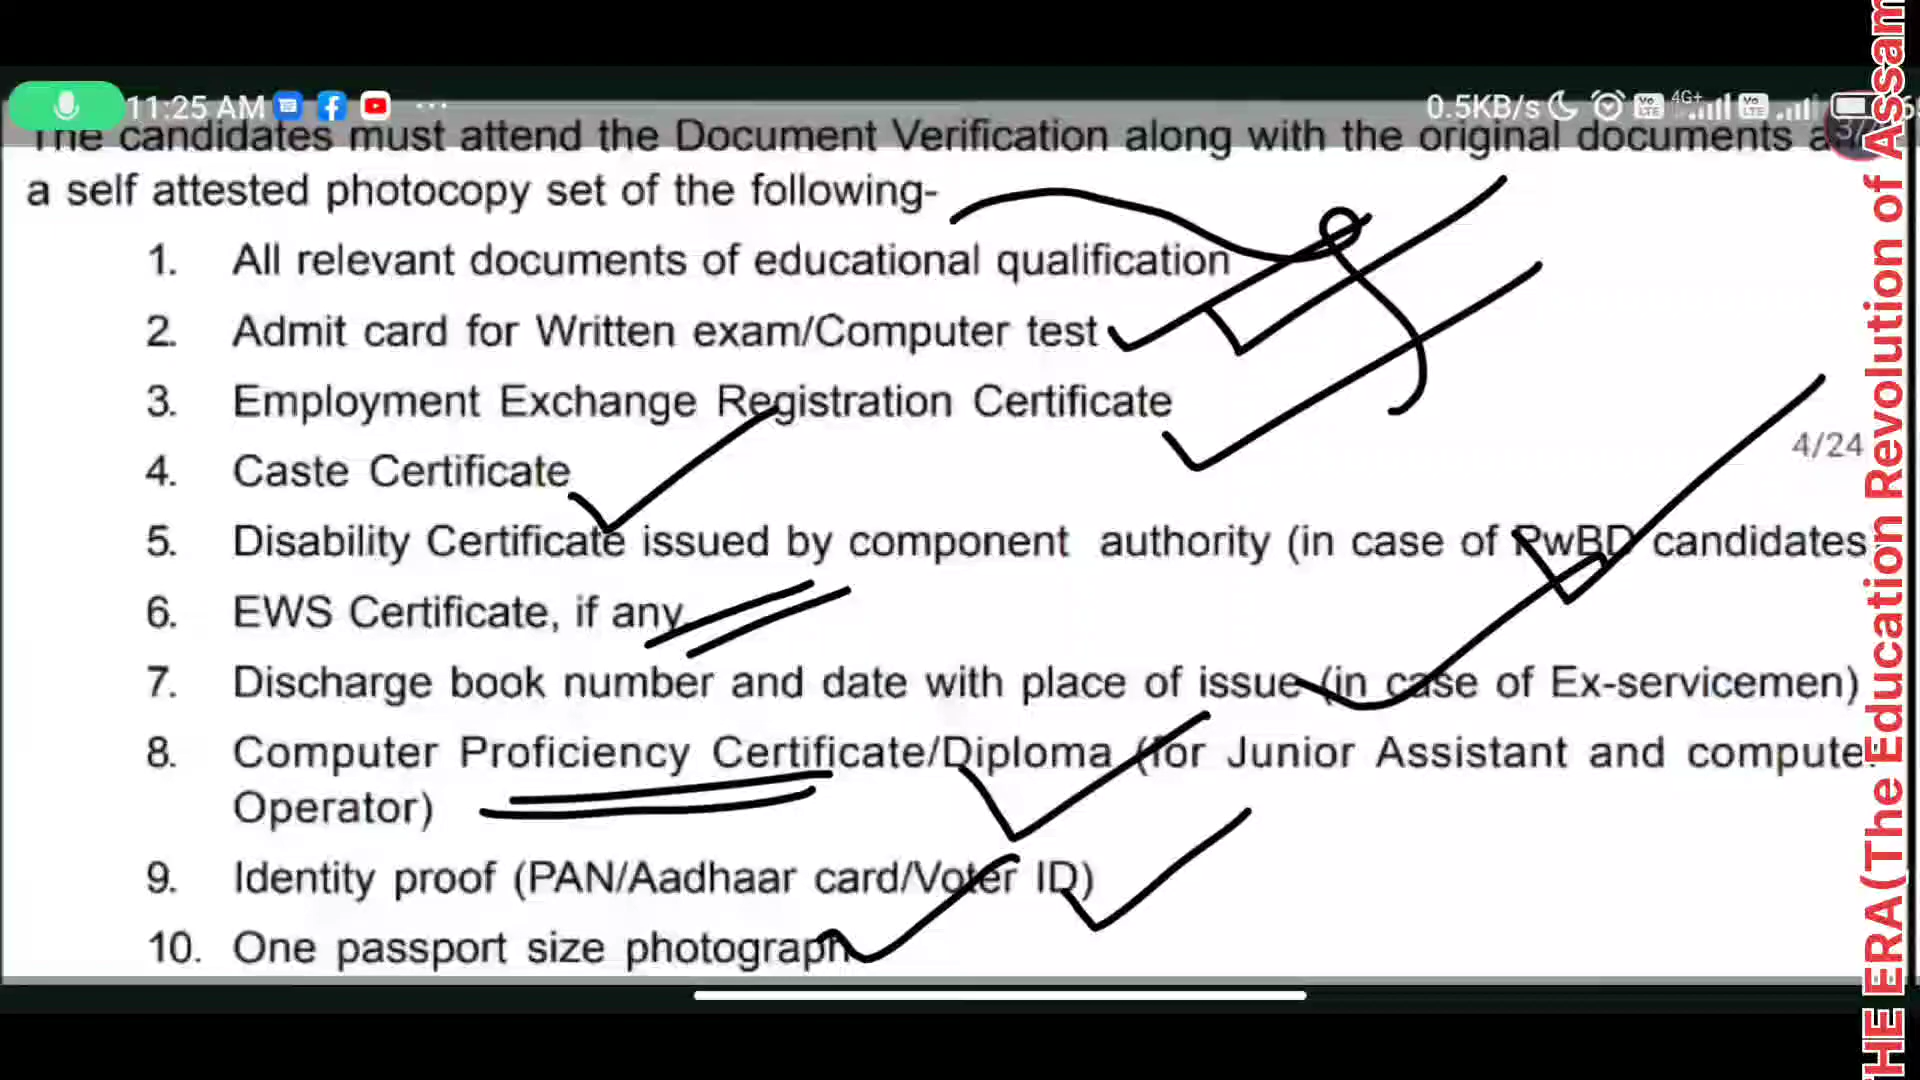 11:25 AM ...
0.5KB/s Vo LTE 4G+ Vo LTE
The candidates must attend the Document Verification along with the original documents
a self attested photocopy set of the following-
1. All relevant documents of educational qualification
2. Admit card for Written exam/Computer test
3. Employment Exchange Registration Certificate
4/24
4. Caste Certificate
5. Disability Certificate issued by component authority (in case of PwBD candidates
6. EWS Certificate, if any.
7. Discharge book number and date with place of issue (in case of Ex-servicemen)
8. Computer Proficiency Certificate/Diploma (for Junior Assistant and compute
Operator)
9. Identity proof (PAN/Aadhaar card/Voter ID)
10. One passport size photograph
THE ERA(The Education Revolution of Assam